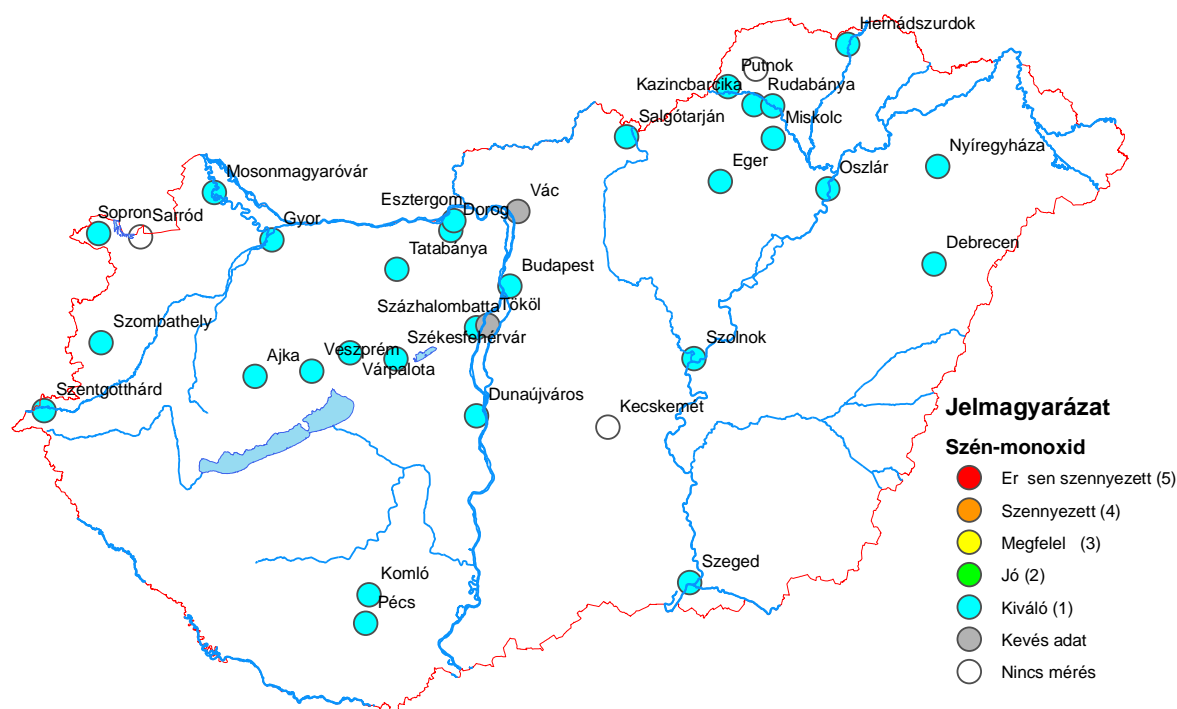 Hernádszurdok
Putnok
Kazincbarcika
Rudabánya
Salgótarján
Miskolc
Eger
Oszlár
Nyíregyháza
Mosonmagyaróvár
Vác
Esztergom
Dorog
Sopron
Sarród
Gyor
Tatabánya
Debrecen
Budapest
Százhalombatta
Tököl
Szombathely
Székesfehérvár
Szolnok
Ajka
Veszprém
Várpalota
Szentgotthárd
Dunaújváros
Kecskemét
Jelmagyarázat
Szén-monoxid
Er sen szennyezett (5)
Szennyezett (4)
Megfelel (3)
Jó (2)
Kiváló (1)
Kevés adat
Nincs mérés
Szeged
Komló
Pécs